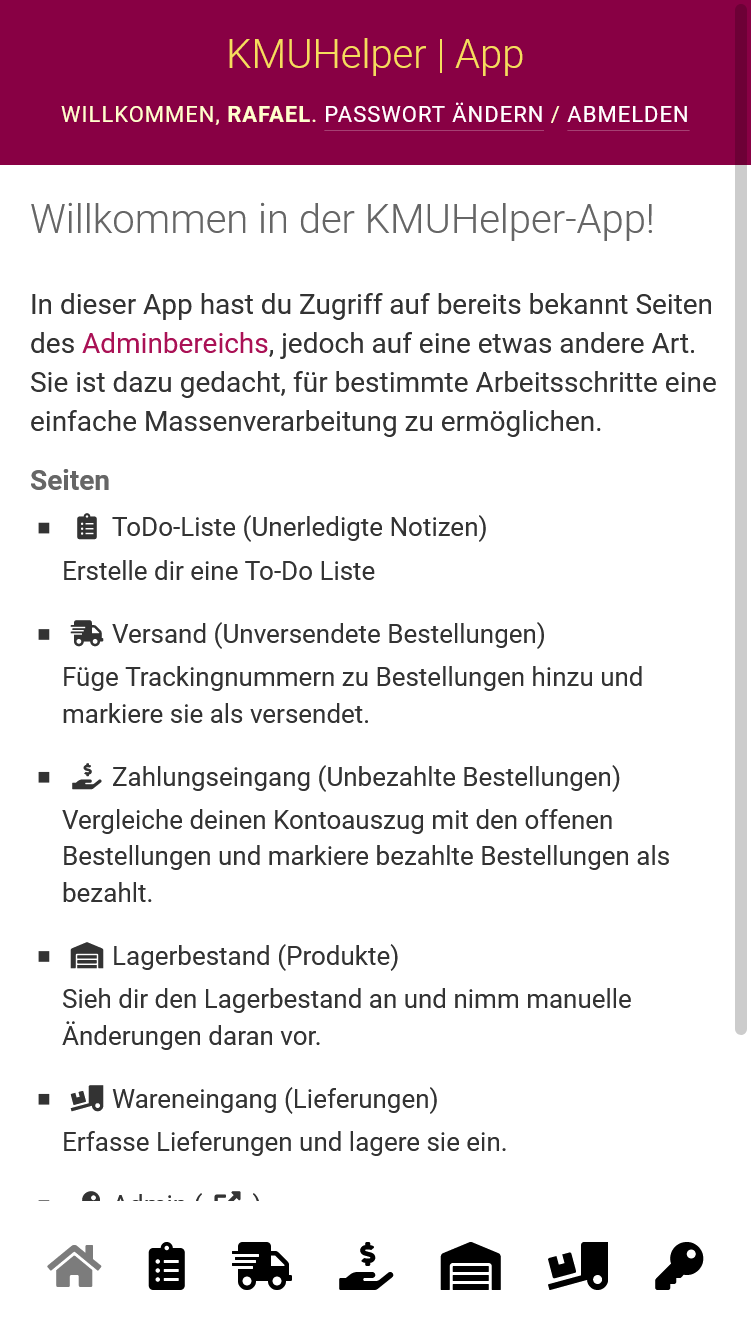 KMUHelper | App
WILLKOMMEN, RAFAEL. PASSWORT ÄNDERN / ABMELDEN
Willkommen in der KMUHelper-App!
In dieser App hast du Zugriff auf bereits bekannt Seiten
des Adminbereichs, jedoch auf eine etwas andere Art.
Sie ist dazu gedacht, für bestimmte Arbeitsschritte eine
einfache Massenverarbeitung zu ermöglichen.
Seiten
ToDo-Liste (Unerledigte Notizen)
Erstelle dir eine To-Do Liste
Versand (Unversendete Bestellungen)
Füge Trackingnummern zu Bestellungen hinzu und
markiere sie als versendet.
Zahlungseingang (Unbezahlte Bestellungen)
Vergleiche deinen Kontoauszug mit den offenen
Bestellungen und markiere bezahlte Bestellungen als
bezahlt.
Lagerbestand (Produkte)
Sieh dir den Lagerbestand an und nimm manuelle
Änderungen daran vor.
Wareneingang (Lieferungen)
Erfasse Lieferungen und lagere sie ein.
Admin ( )